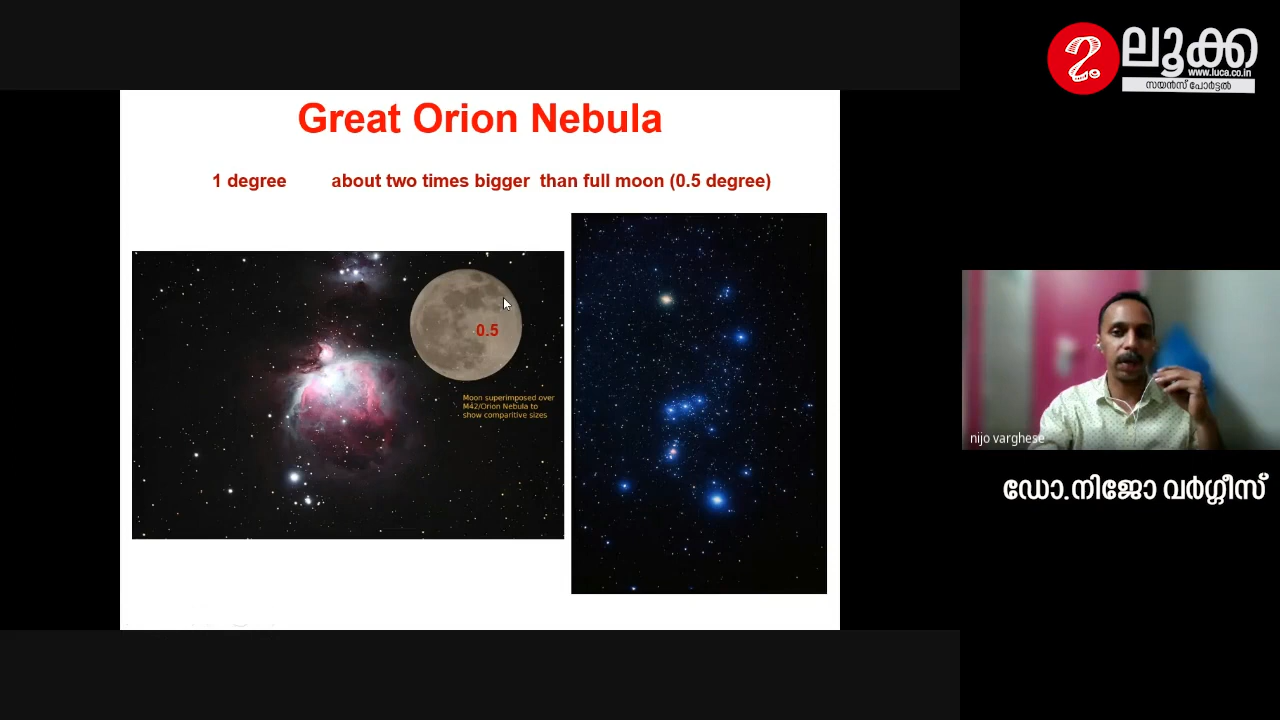 Great Orion Nebula
1 degree about two times bigger than full moon (0.5 degree)
0.5
Moon superimposed over
M42/Orion Nebula to
show comparitive sizes
ലൂക്ക
www.luca.co.in
സയൻസ് പോർട്ടൽ
nijo varghese
ഡോ.നിജോ വർഗ്ഗീസ്